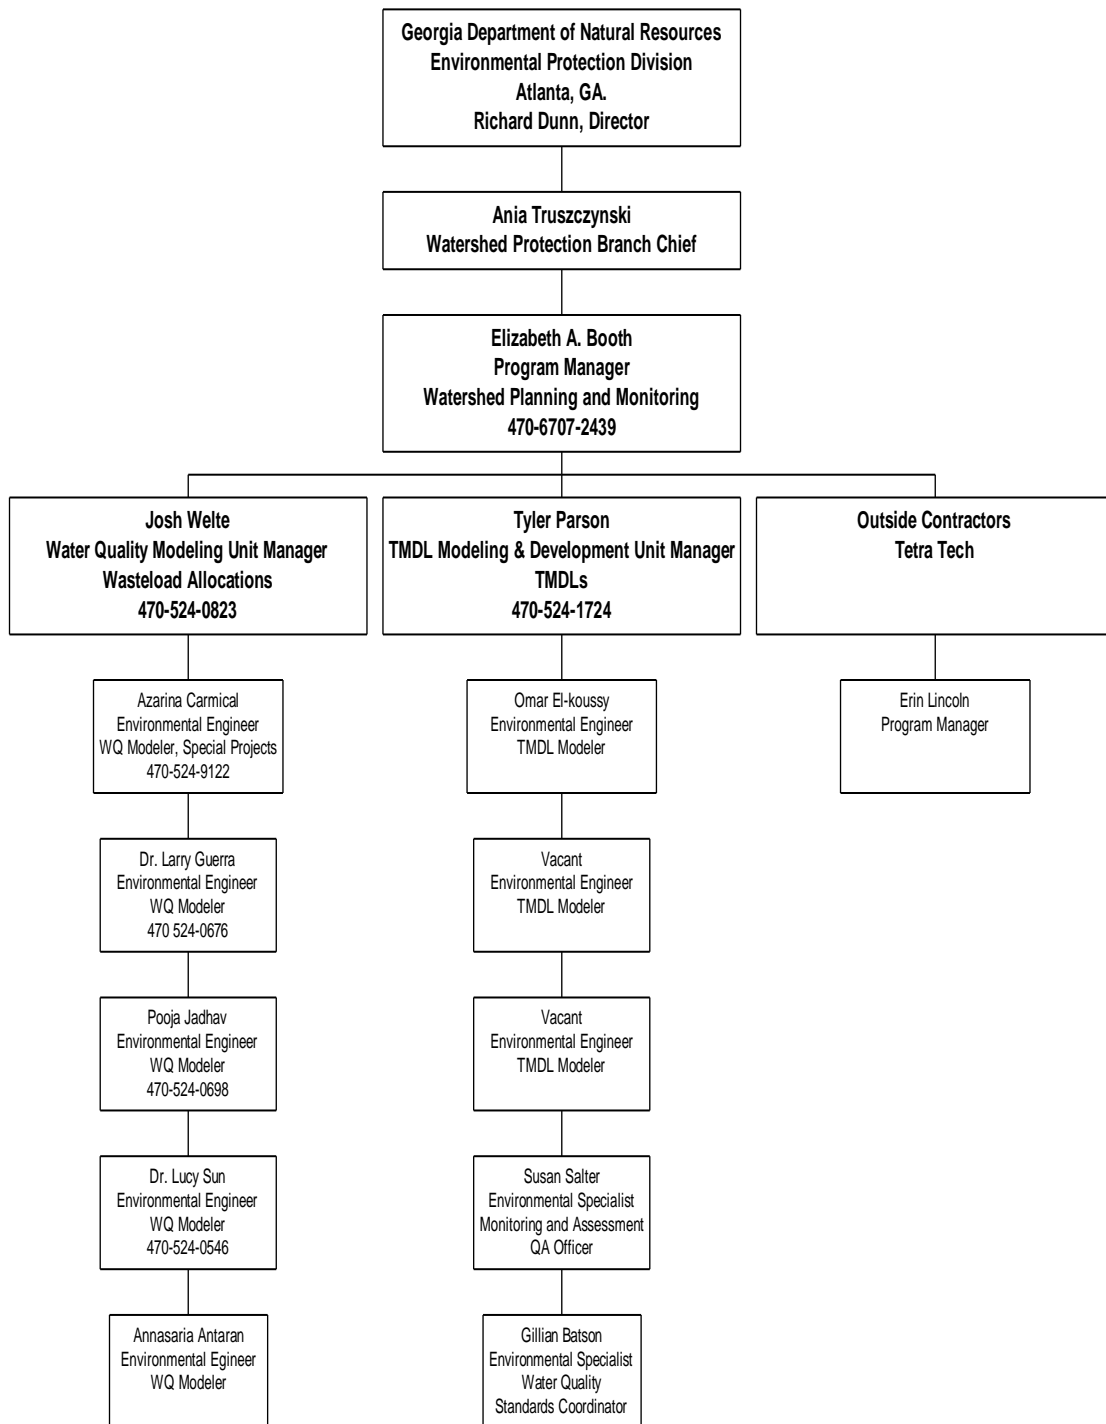 Georgia Department of Natural Resources
Environmental Protection Division
Atlanta, GA.
Richard Dunn, Director
Ania Truszczynski
Watershed Protection Branch Chief
Elizabeth A. Booth
Program Manager
Watershed Planning and Monitoring
470-6707-2439
Josh Welte
Water Quality Modeling Unit Manager
Wasteload Allocations
470-524-0823
Tyler Parson
TMDL Modeling & Development Unit Manager
TMDLs
470-524-1724
Outside Contractors
Tetra Tech
Azarina Carmical
Environmental Engineer
WQ Modeler, Special Projects
470-524-9122
Dr. Larry Guerra
Environmental Engineer
WQ Modeler
470 524-0676
Pooja Jadhav
Environmental Engineer
WQ Modeler
470-524-0698
Dr. Lucy Sun
Environmental Engineer
WQ Modeler
470-524-0546
Annasaria Antaran
Environmental Egineer
WQ Modeler
Omar El-koussy
Environmental Engineer
TMDL Modeler
Vacant
Environmental Engineer
TMDL Modeler
Vacant
Environmental Engineer
TMDL Modeler
Susan Salter
Environmental Specialist
Monitoring and Assessment
QA Officer
Gillian Batson
Environmental Specialist
Water Quality
Standards Coordinator
Erin Lincoln
Program Manager